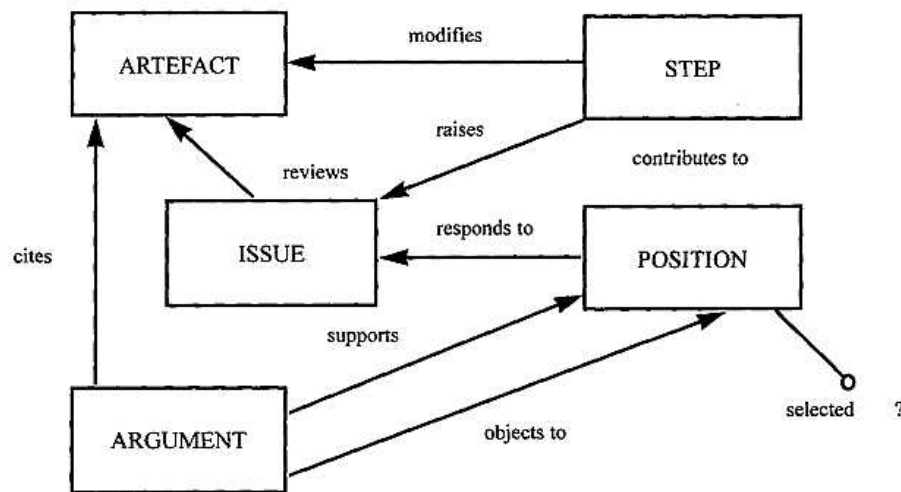 modifies
ARTEFACT
STEP
raises
contributes to
reviews
responds to
cites
ISSUE
POSITION
supports
selected ?
ARGUMENT
objects to